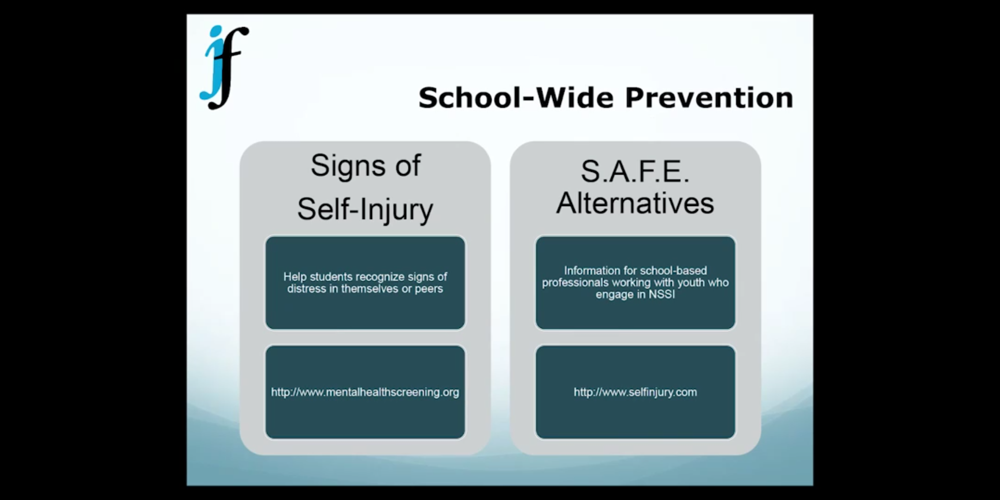 jf
School-Wide Prevention
Signs of
Self-Injury
Help students recognize signs of
distress in themselves or peers
http://www.mentalhealthscreening.org
S.A.F.E.
Alternatives
Information for school-based
professionals working with youth who
engage in NSSI
http://www.selfinjury.com